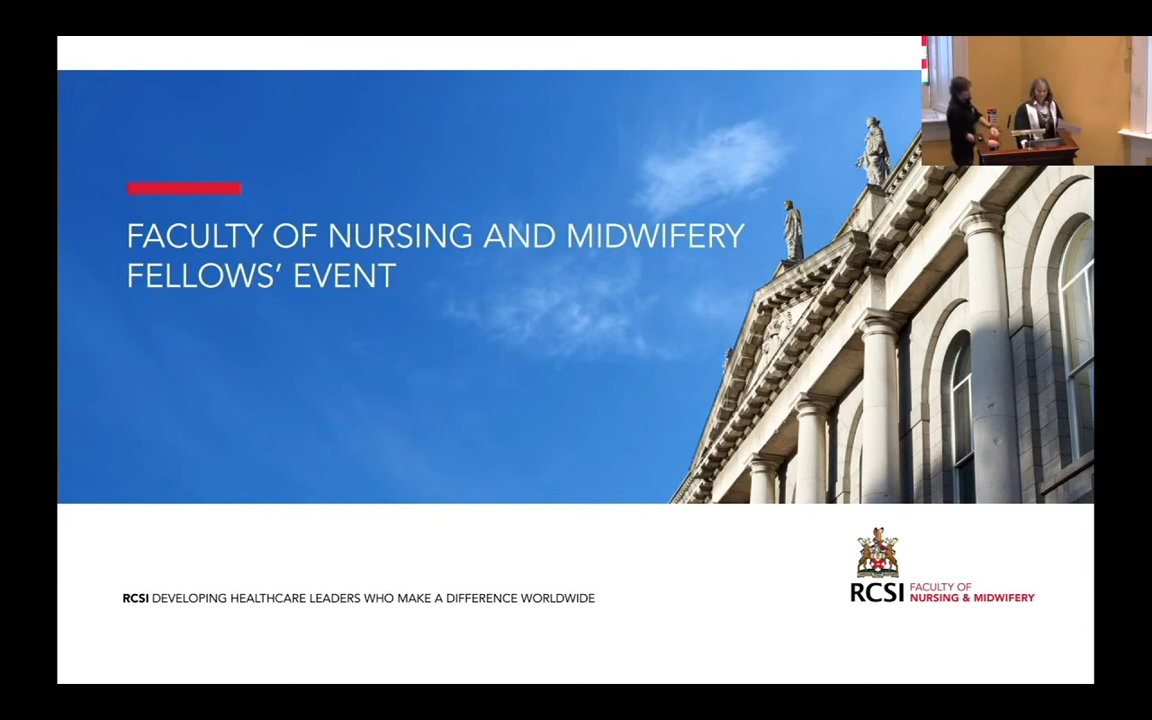 FACULTY OF NURSING AND MIDWIFERY
FELLOWS’ EVENT
RCSI DEVELOPING HEALTHCARE LEADERS WHO MAKE A DIFFERENCE WORLDWIDE
RCSI FACULTY OF
NURSING & MIDWIFERY